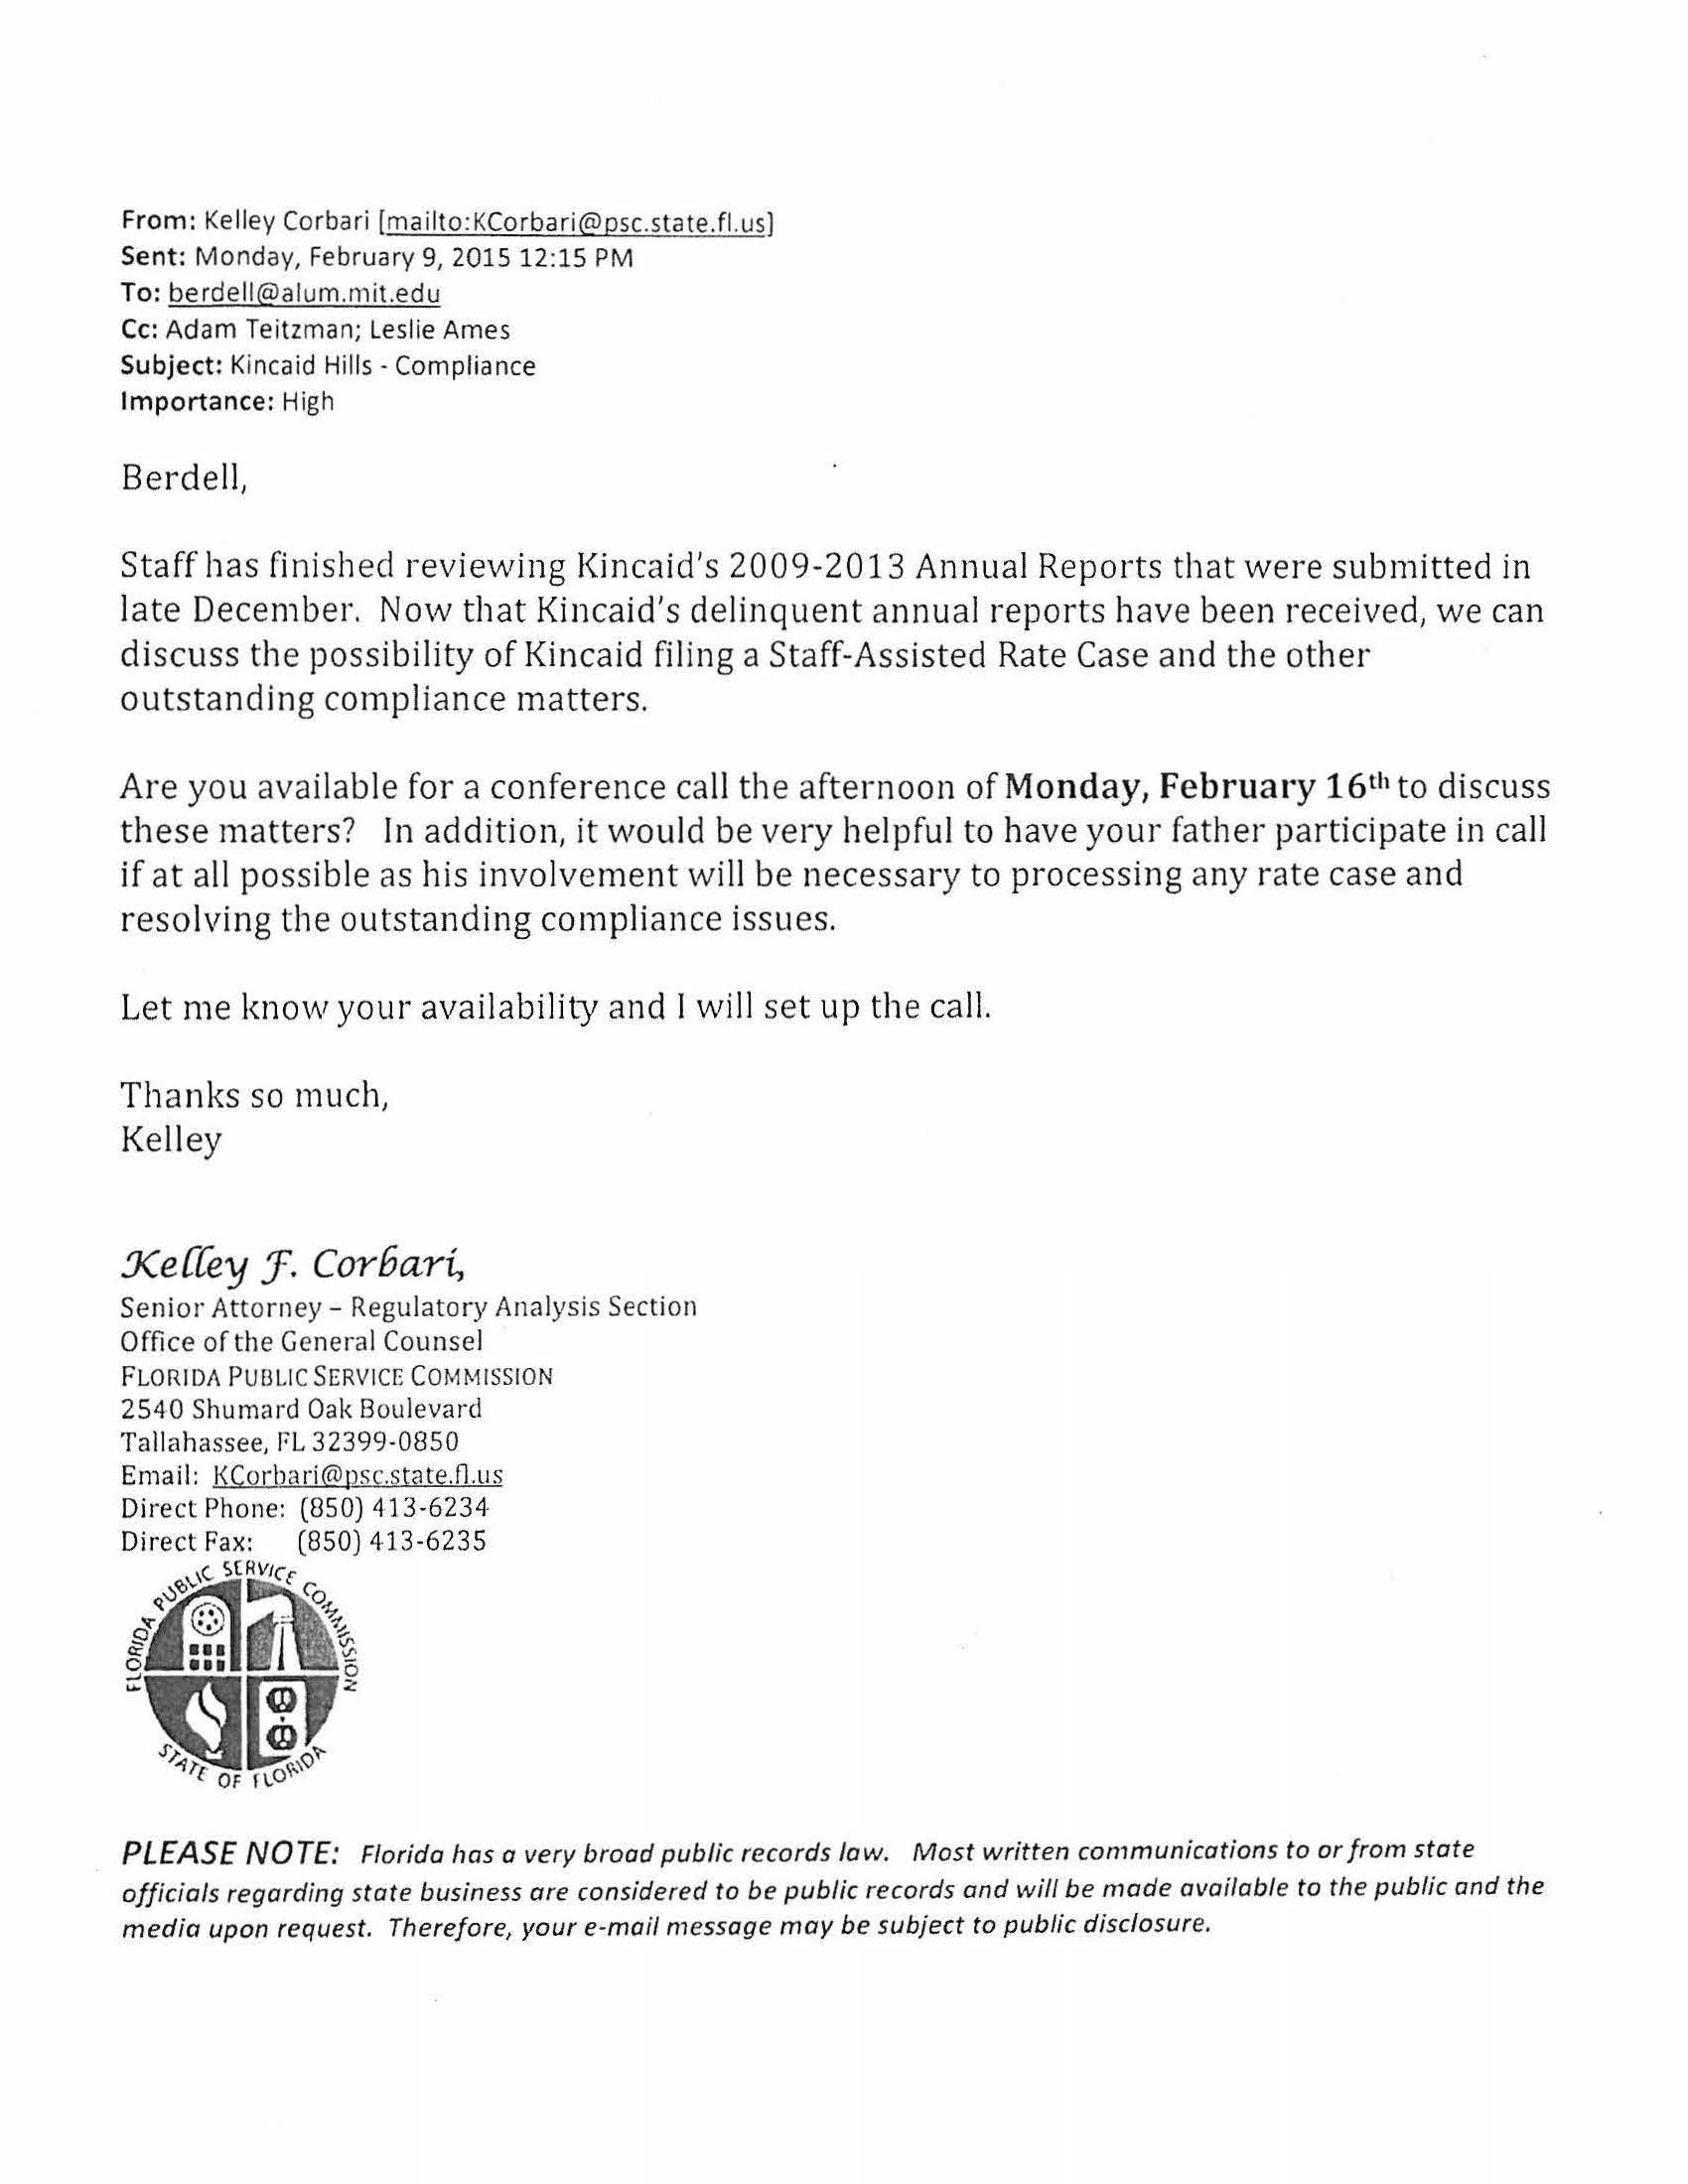 From: Kelley Corbari [mailto:KCorbari@psc.state.fl.us]
Sent: Monday, February 9, 2015 12:15 PM
To: berdell@alum.mit.edu
Cc: Adam Teitzman; Leslie Ames
Subject: Kincaid Hills - Compliance
Importance: High
Berdell,
Staff has finished reviewing Kincaid's 2009-2013 Annual Reports that were submitted in
late December. Now that Kincaid's delinquent annual reports have been received, we can
discuss the possibility of Kincaid filing a Staff-Assisted Rate Case and the other
outstanding compliance matters.
Are you available for a conference call the afternoon of Monday, February 16th to discuss
these matters? In addition, it would be very helpful to have your father participate in call
if at all possible as his involvement will be necessary to processing any rate case and
resolving the outstanding compliance issues.
Let me know your availability and I will set up the call.
Thanks so much,
Kelley
Kelley F. Corbari,
Senior Attorney – Regulatory Analysis Section
Office of the General Counsel
FLORIDA PUBLIC SERVICE COMMISSION
2540 Shumard Oak Boulevard
Tallahassee, FL 32399-0850
Email: KCorbari@psc.state.fl.us
Direct Phone: (850) 413-6234
Direct Fax: (850) 413-6235
FLORIDA PUBLIC SERVICE COMMISSION
STATE OF FLORIDA
PLEASE NOTE: Florida has a very broad public records law. Most written communications to or from state
officials regarding state business are considered to be public records and will be made available to the public and the
media upon request. Therefore, your e-mail message may be subject to public disclosure.